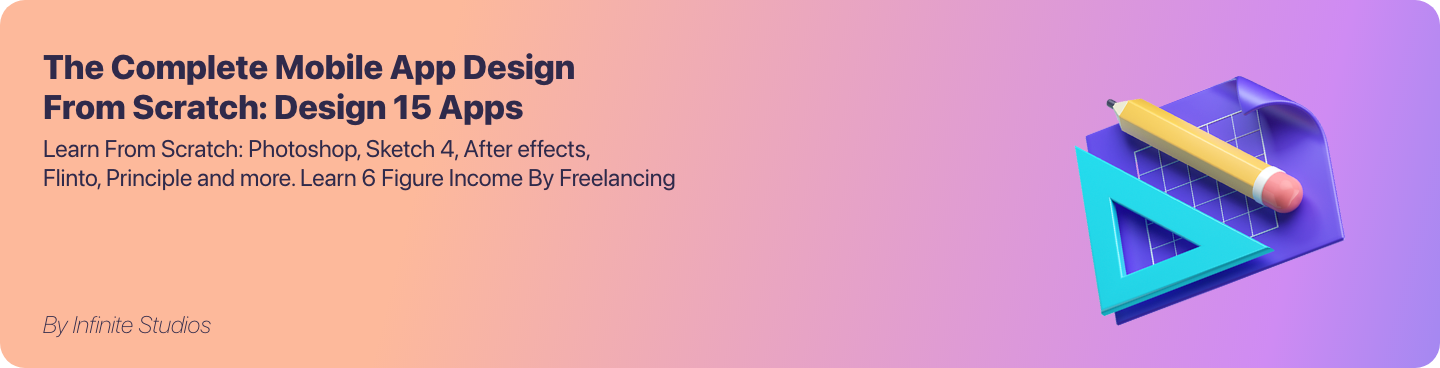 The Complete Mobile App Design
From Scratch: Design 15 Apps
Learn From Scratch: Photoshop, Sketch 4, After effects,
Flinto, Principle and more. Learn 6 Figure Income By Freelancing
By Infinite Studios